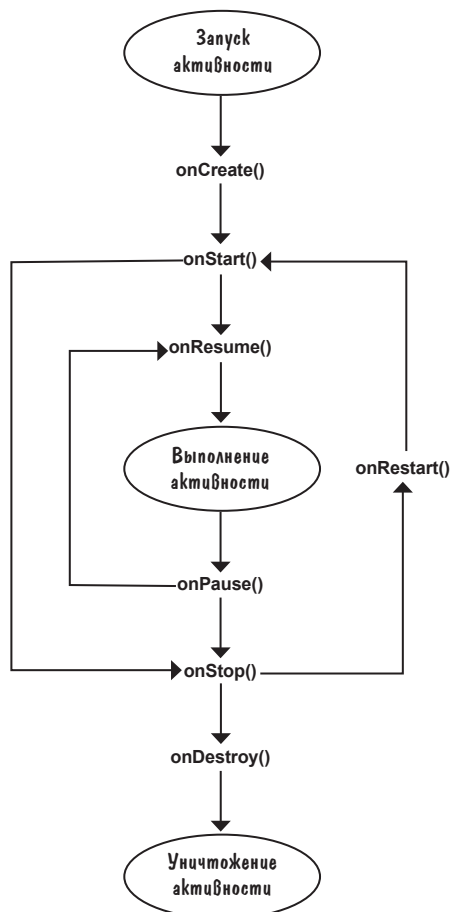 Запуск
активности
onCreate()
onStart()
onResume()
Выполнение
активности
onRestart()
onPause()
onStop()
onDestroy()
Уничтожение
активности